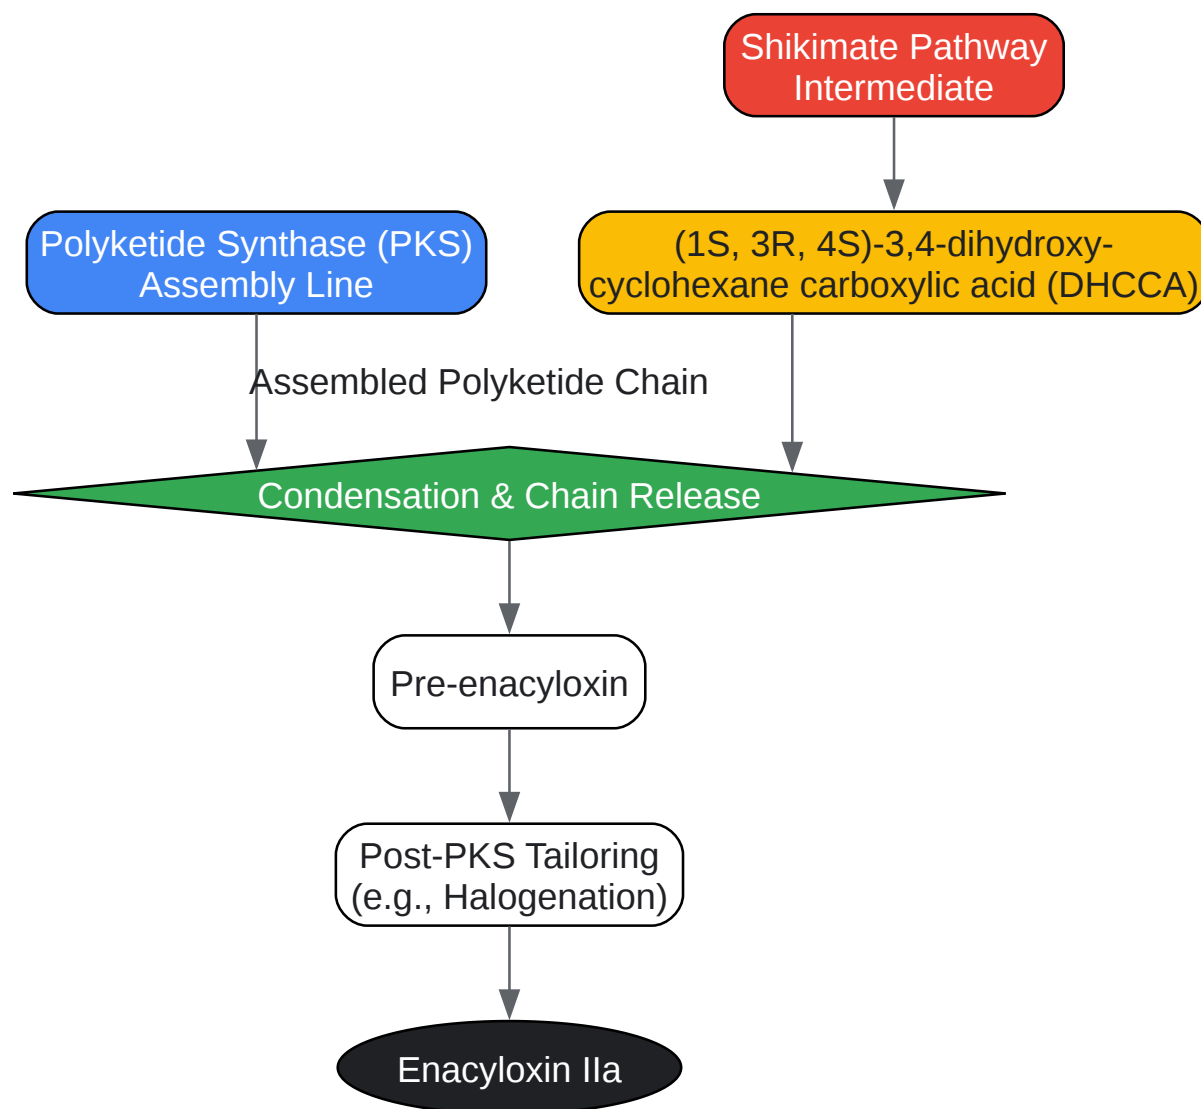 Shikimate Pathway
Intermediate
Polyketide Synthase (PKS)
Assembly Line
(1S, 3R, 4S)-3,4-dihydroxy-
cyclohexane carboxylic acid (DHCCA)
Assembled Polyketide Chain
Condensation & Chain Release
Pre-enacyloxin
Post-PKS Tailoring
(e.g., Halogenation)
Enacyloxin IIa